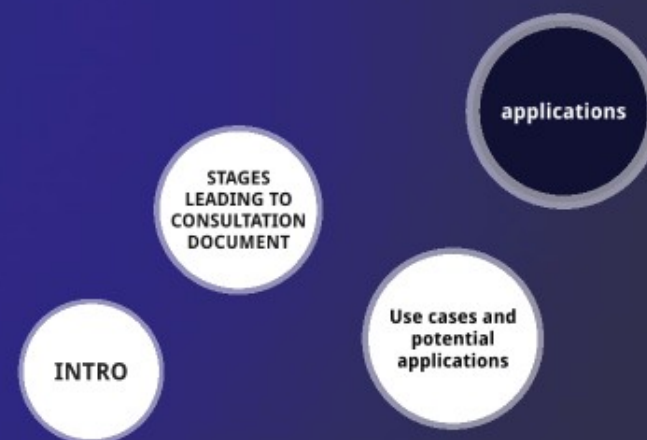 applications
STAGES
LEADING TO
CONSULTATION
DOCUMENT
Use cases and
potential
applications
INTRO